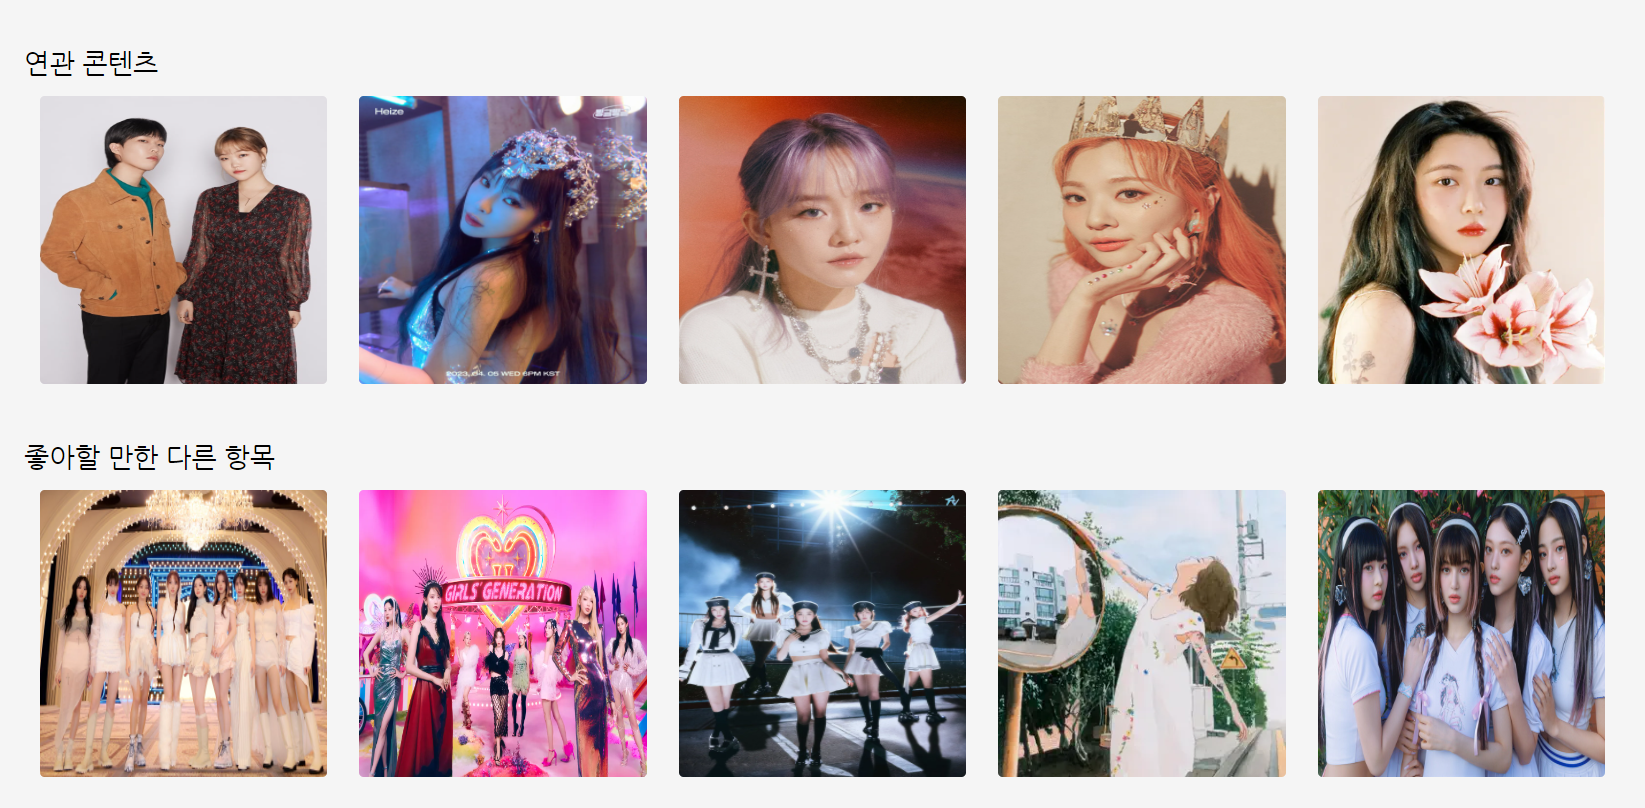 연관 콘텐츠
Heize
2023. 04. 05 WED 6PM KST
좋아할 만한 다른 항목
GIRLS GENERATION